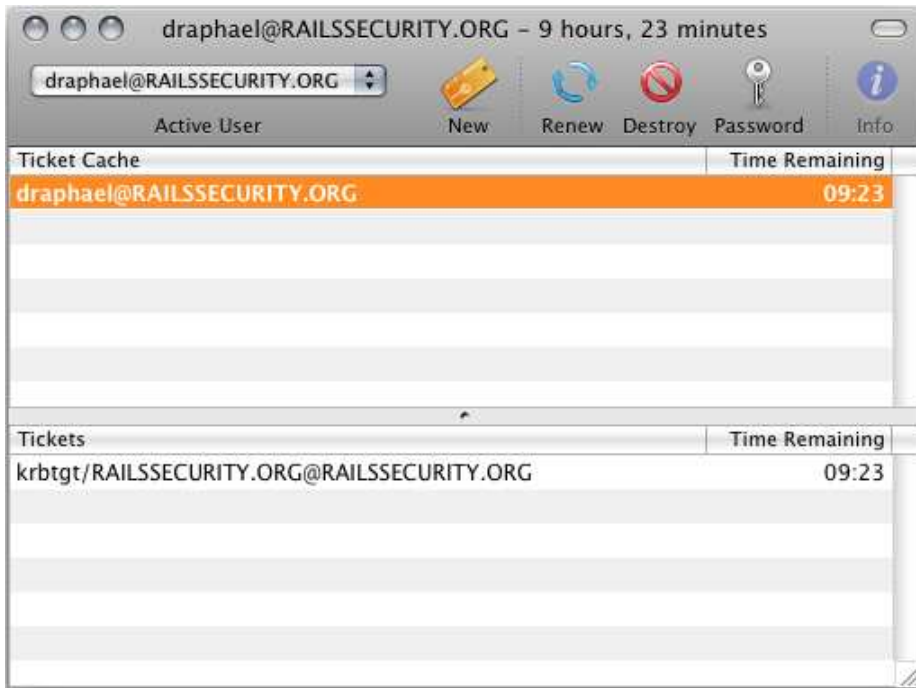 draphael@RAILSSECURITY.ORG – 9 hours, 23 minutes
draphael@RAILSSECURITY.ORG
Active User New Renew Destroy Password Info
Ticket Cache Time Remaining
draphael@RAILSSECURITY.ORG 09:23
Tickets Time Remaining
krbtgt/RAILSSECURITY.ORG@RAILSSECURITY.ORG 09:23